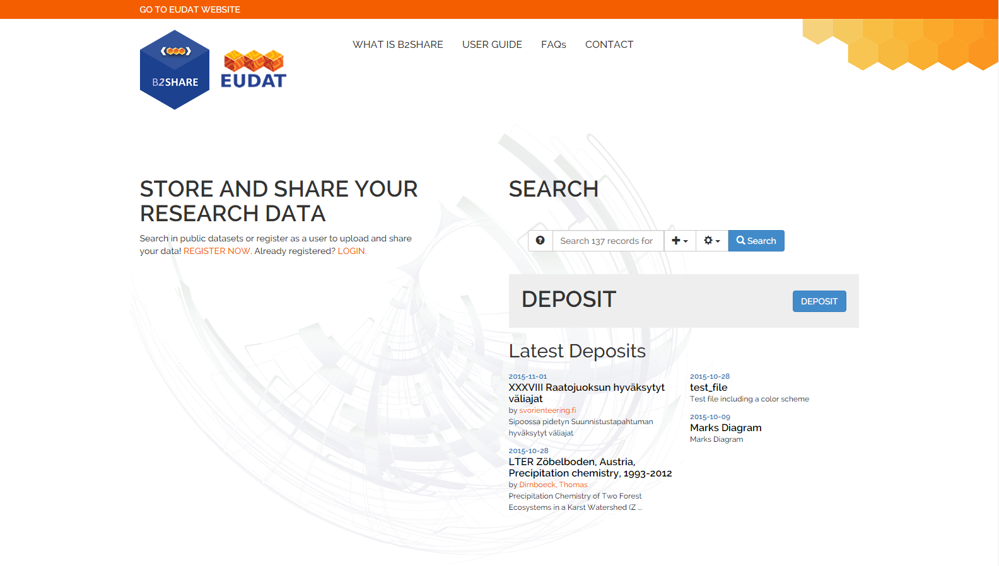 GO TO EUDAT WEBSITE
B2SHARE
EUDAT
WHAT IS B2SHARE
USER GUIDE
FAQs
CONTACT
STORE AND SHARE YOUR
RESEARCH DATA
Search in public datasets or register as a user to upload and share
your data! REGISTER NOW. Already registered? LOGIN.
SEARCH
Search 137 records for
Search
DEPOSIT
DEPOSIT
Latest Deposits
2015-11-01
XXXVIII Raatojuoksun hyväksytyt
väliajat
by svorienteering.fi
Sipoossa pidetyn Suunnistustapahtuman
hyväksytyt väliajat
2015-10-28
LTER Zöbelboden, Austria,
Precipitation chemistry, 1993-2012
by Dirnboeck, Thomas
Precipitation Chemistry of Two Forest
Ecosystems in a Karst Watershed (Z ...
2015-10-28
test_file
Test file including a color scheme
2015-10-09
Marks Diagram
Marks Diagram